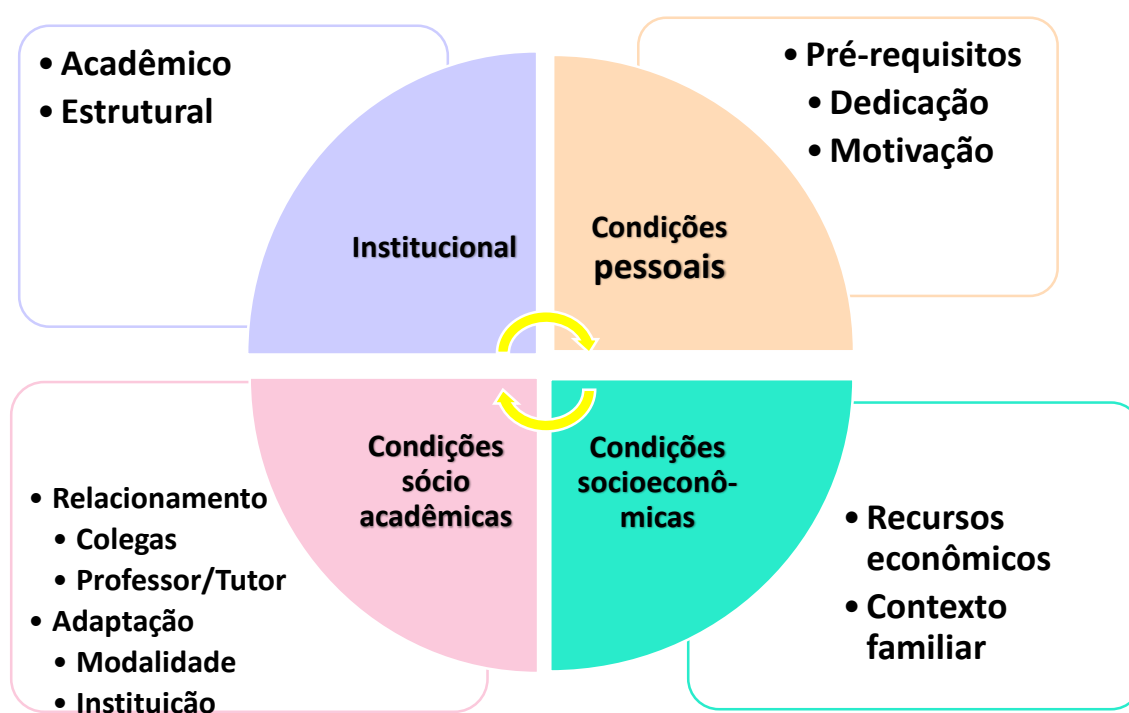 • Acadêmico
• Estrutural
Institucional
• Pré-requisitos
• Dedicação
• Motivação
Condições
pessoais
• Relacionamento
• Colegas
• Professor/Tutor
• Adaptação
• Modalidade
• Instituição
Condições
sócio
acadêmicas
Condições
socioeconô-
micas
• Recursos
econômicos
• Contexto
familiar